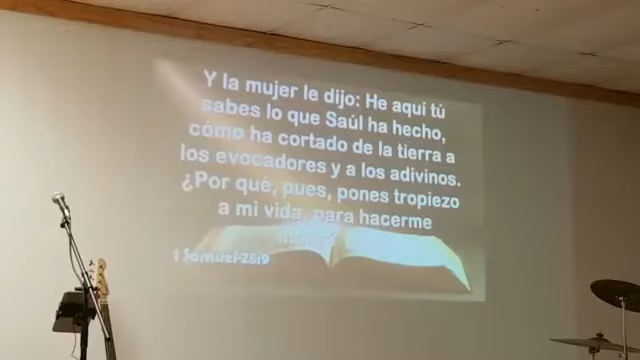 Y la mujer le dijo: He aquí tú
sabes lo que Saúl ha hecho,
cómo ha cortado de la tierra a
los evocadores y a los adivinos.
¿Por qué, pues, pones tropiezo
a mi vida, para hacerme
1 Samuel 28:9